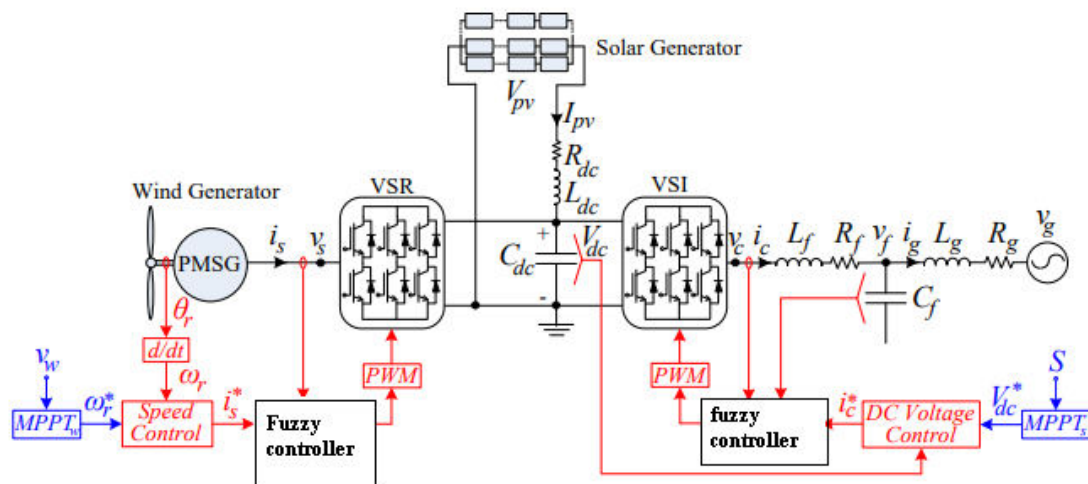 Solar Generator
V_pv
I_pv
R_dc
L_dc
Wind Generator
VSR
VSI
PMSG
i_s
v_s
+
C_dc
-
V_dc
v_c
i_c
L_f
R_f
v_f
i_g
L_g
R_g
v_g
C_f
θ_r
d/dt
ω_r
v_w
MPPT_w
ω_r*
Speed
Control
i_s*
Fuzzy
controller
PWM
PWM
fuzzy
controller
i_c*
DC Voltage
Control
V_dc*
S
MPPT_s